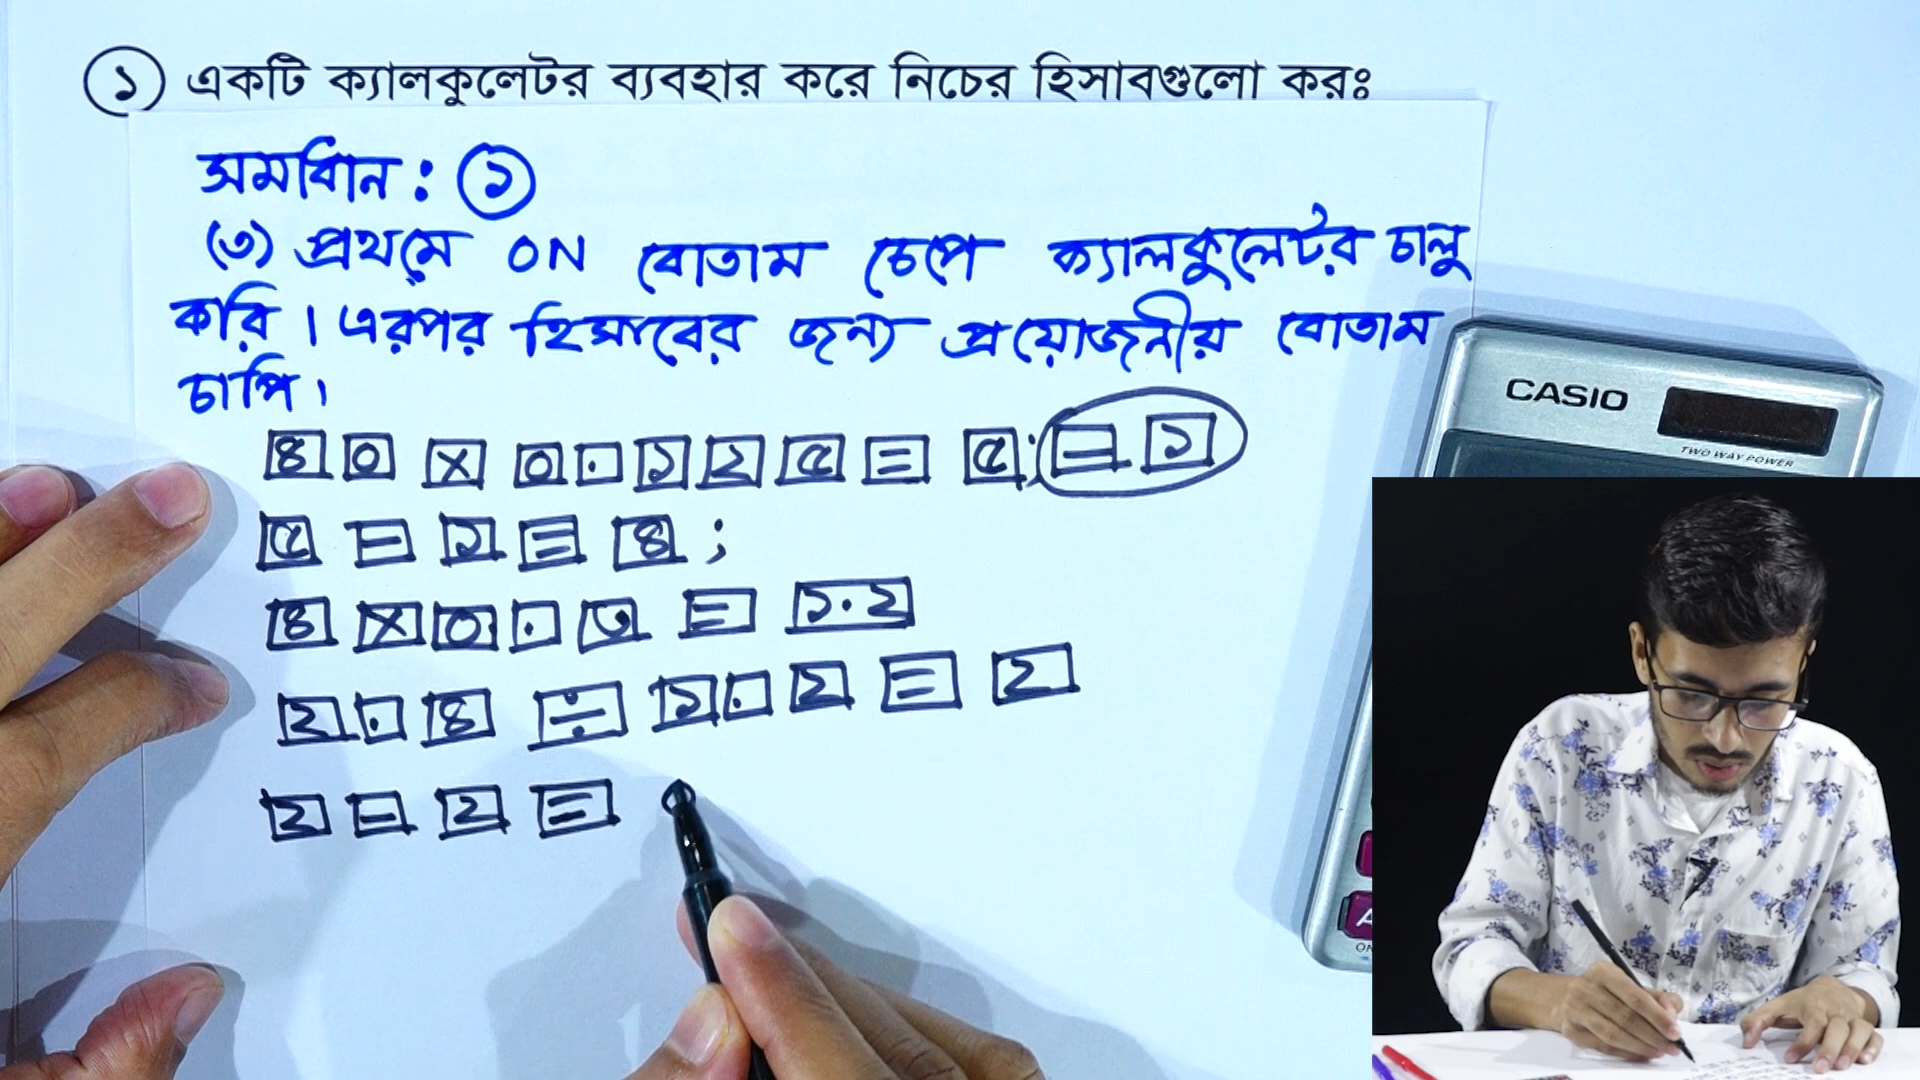 ১ একটি ক্যালকুলেটর ব্যবহার করে নিচের হিসাবগুলো করঃ
সমাধান : ১
(৩) প্রথমে ON বোতাম চেপে ক্যালকুলেটর চালু
করি । এরপর হিসাবের জন্য প্রয়োজনীয় বোতাম
চাপি ।
৪ ০ × ০ . ১ ২ ৫ = ৫ ; - ১
৫ - ১ = ৪ ;
৪ × ০ . ৩ = ১.২
২ . ৪ ÷ ১ . ২ = ২
২ - ২ = ০
CASIO
TWO WAY POWER